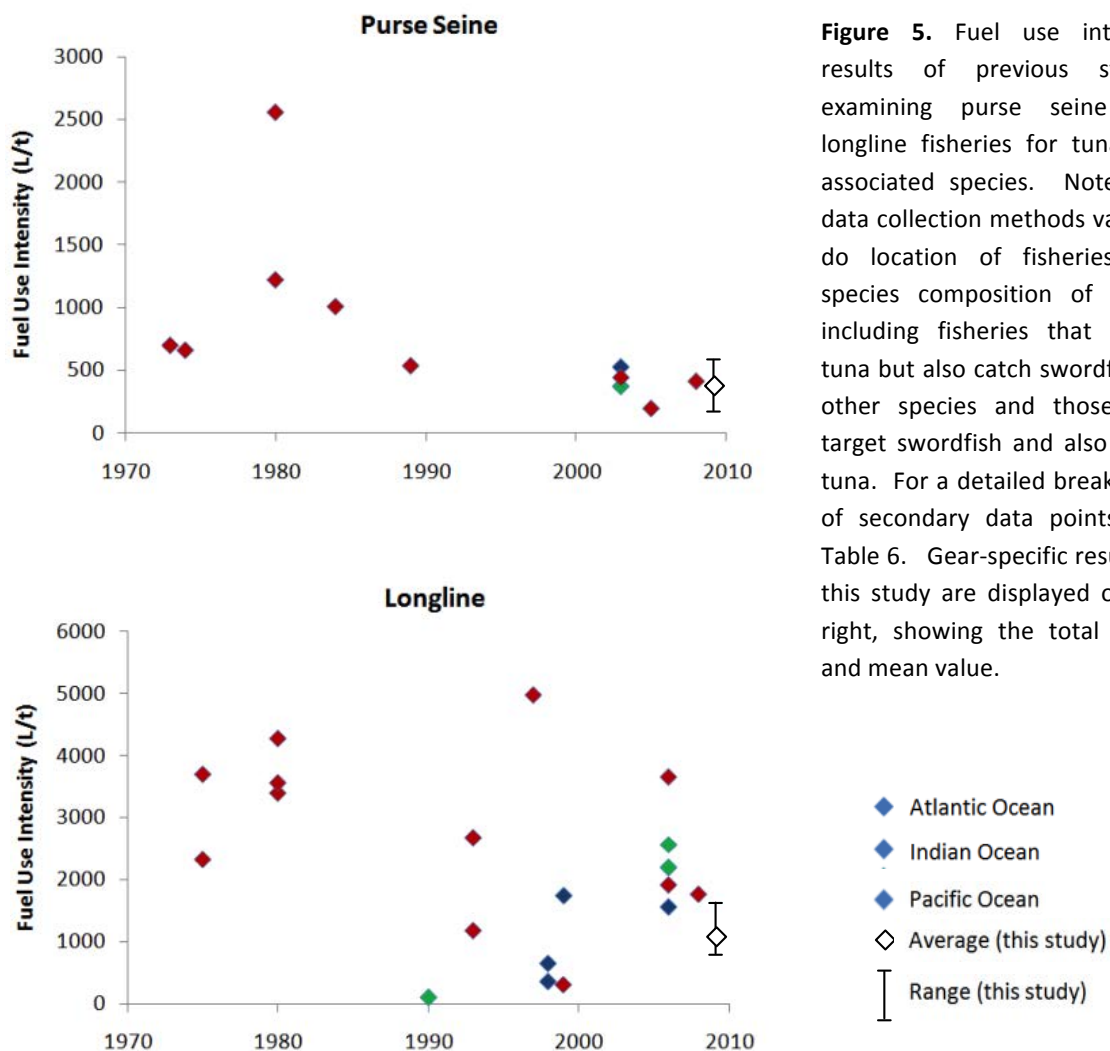 Purse Seine
Fuel Use Intensity (L/t)
3000
2500
2000
1500
1000
500
0
1970 1980 1990 2000 2010
Longline
Fuel Use Intensity (L/t)
6000
5000
4000
3000
2000
1000
0
1970 1980 1990 2000 2010
Figure 5. Fuel use int
results of previous st
examining purse seine
longline fisheries for tuna
associated species. Note
data collection methods va
do location of fisheries
species composition of
including fisheries that
tuna but also catch swordf
other species and those
target swordfish and also
tuna. For a detailed break
of secondary data points
Table 6. Gear-specific resu
this study are displayed o
right, showing the total
and mean value.
Atlantic Ocean
Indian Ocean
Pacific Ocean
Average (this study)
Range (this study)